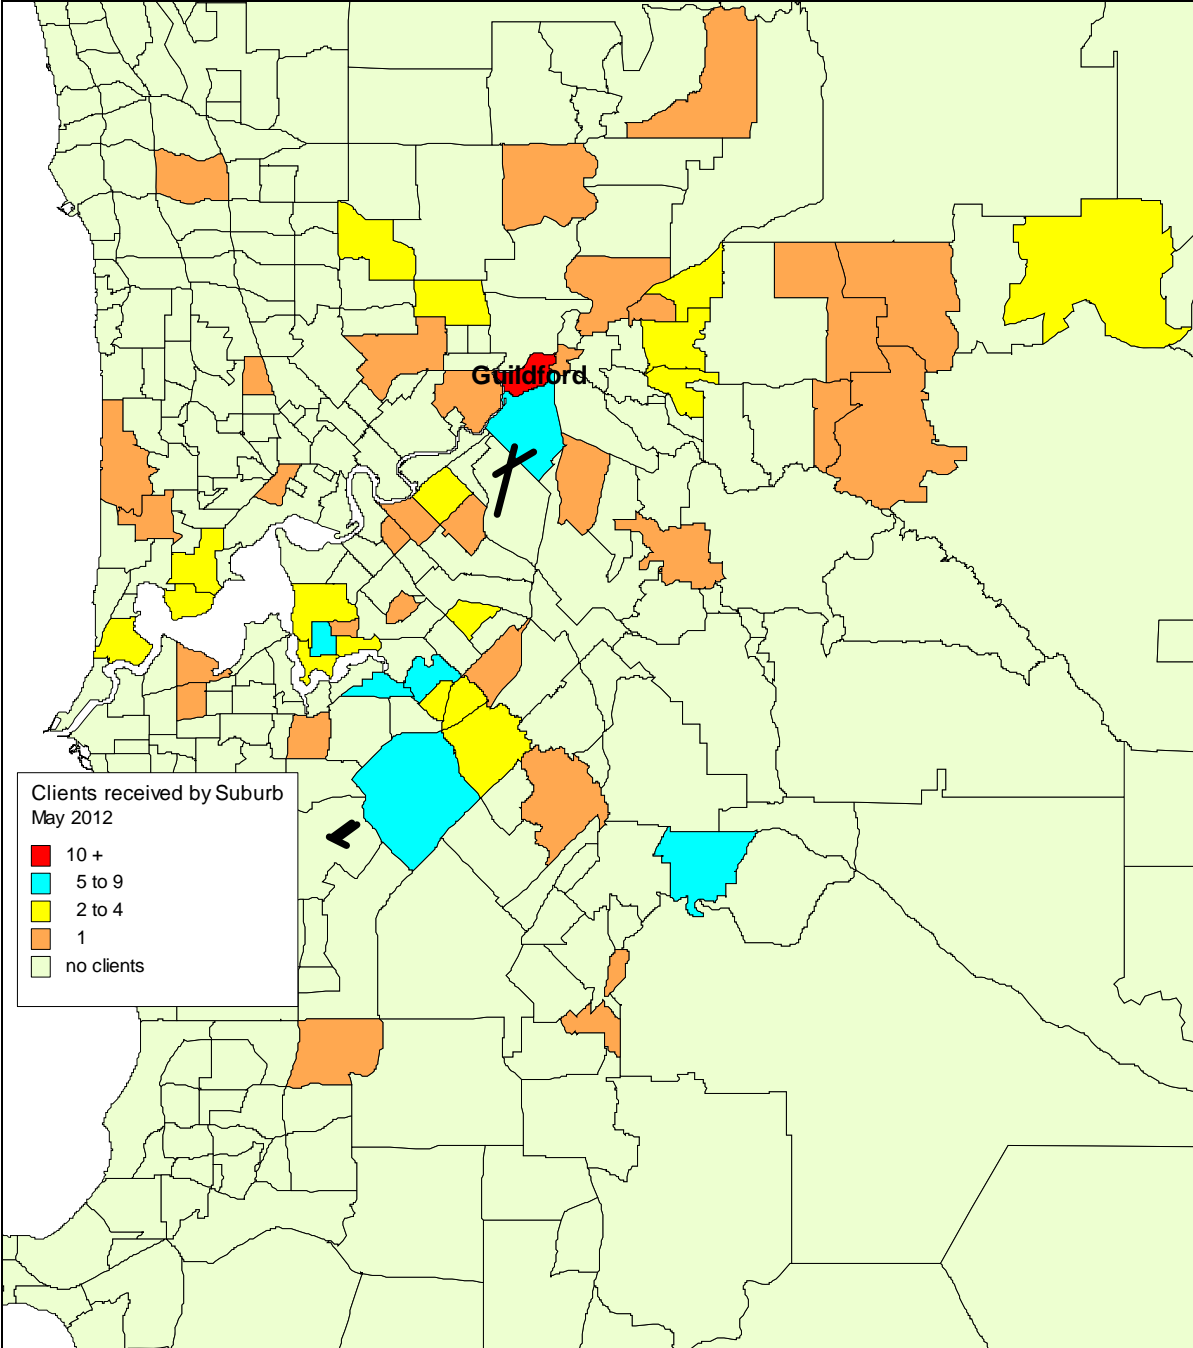 Guildford
Clients received by Suburb
May 2012
10 +
5 to 9
2 to 4
1
no clients